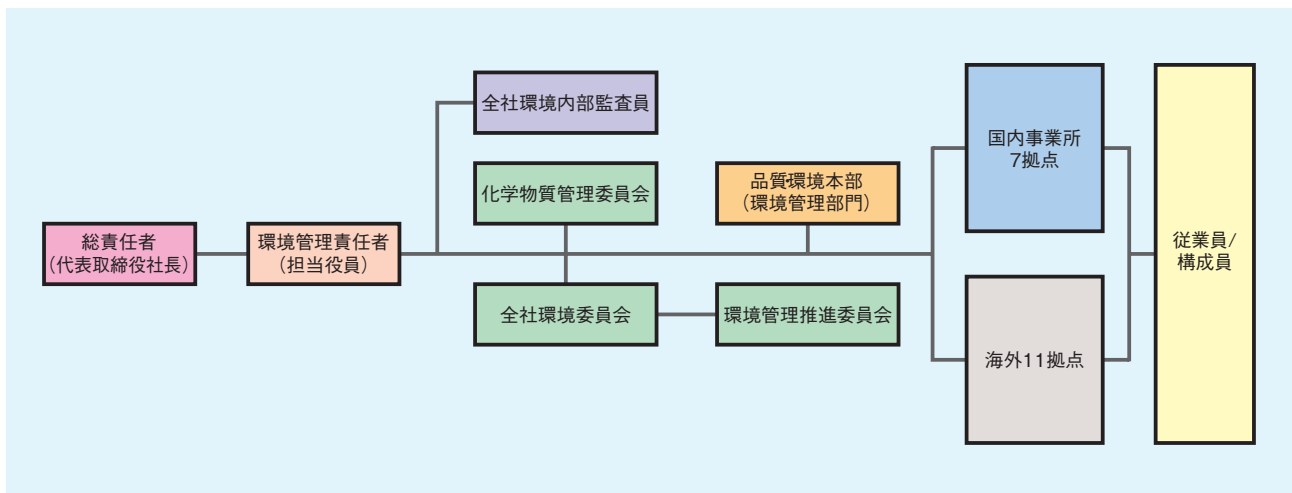 総責任者
（代表取締役社長）
環境管理責任者
（担当役員）
全社環境内部監査員
化学物質管理委員会
全社環境委員会
品質・環境本部
（環境管理部門）
環境管理推進委員会
国内事業所
7拠点
海外11拠点
従業員/
構成員